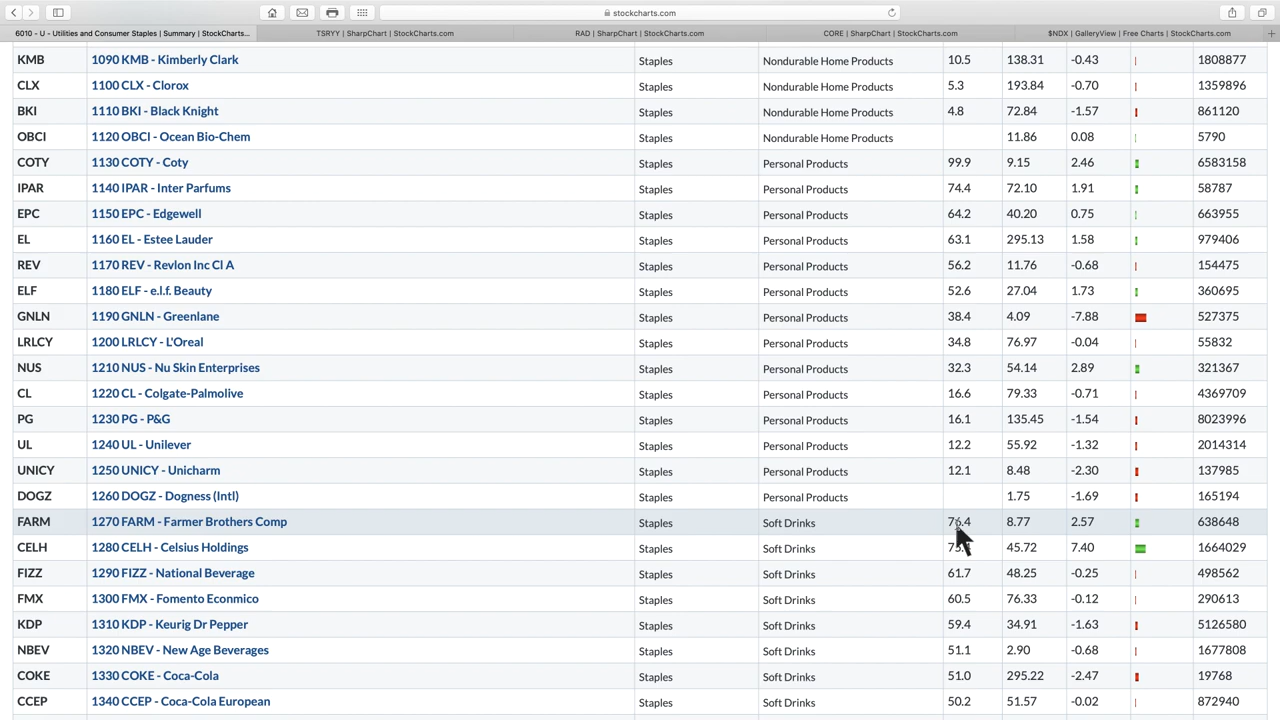 stockcharts.com
6010 - U - Utilities and Consumer Staples | Summary | StockCharts... TSRYY | SharpChart | StockCharts.com RAD | SharpChart | StockCharts.com CORE | SharpChart | StockCharts.com $NDX | GalleryView | Free Charts | StockCharts.com
KMB 1090 KMB - Kimberly Clark Staples Nondurable Home Products 10.5 138.31 -0.43 1808877
CLX 1100 CLX - Clorox Staples Nondurable Home Products 5.3 193.84 -0.70 1359896
BKI 1110 BKI - Black Knight Staples Nondurable Home Products 4.8 72.84 -1.57 861120
OBCI 1120 OBCI - Ocean Bio-Chem Staples Nondurable Home Products 11.86 0.08 5790
COTY 1130 COTY - Coty Staples Personal Products 99.9 9.15 2.46 6583158
IPAR 1140 IPAR - Inter Parfums Staples Personal Products 74.4 72.10 1.91 58787
EPC 1150 EPC - Edgewell Staples Personal Products 64.2 40.20 0.75 663955
EL 1160 EL - Estee Lauder Staples Personal Products 63.1 295.13 1.58 979406
REV 1170 REV - Revlon Inc Cl A Staples Personal Products 56.2 11.76 -0.68 154475
ELF 1180 ELF - e.l.f. Beauty Staples Personal Products 52.6 27.04 1.73 360695
GNLN 1190 GNLN - Greenlane Staples Personal Products 38.4 4.09 -7.88 527375
LRLCY 1200 LRLCY - L'Oreal Staples Personal Products 34.8 76.97 -0.04 55832
NUS 1210 NUS - Nu Skin Enterprises Staples Personal Products 32.3 54.14 2.89 321367
CL 1220 CL - Colgate-Palmolive Staples Personal Products 16.6 79.33 -0.71 4369709
PG 1230 PG - P&G Staples Personal Products 16.1 135.45 -1.54 8023996
UL 1240 UL - Unilever Staples Personal Products 12.2 55.92 -1.32 2014314
UNICY 1250 UNICY - Unicharm Staples Personal Products 12.1 8.48 -2.30 137985
DOGZ 1260 DOGZ - Dogness (Intl) Staples Personal Products 1.75 -1.69 165194
FARM 1270 FARM - Farmer Brothers Comp Staples Soft Drinks 76.4 8.77 2.57 638648
CELH 1280 CELH - Celsius Holdings Staples Soft Drinks 45.72 7.40 1664029
FIZZ 1290 FIZZ - National Beverage Staples Soft Drinks 61.7 48.25 -0.25 498562
FMX 1300 FMX - Fomento Econmico Staples Soft Drinks 60.5 76.33 -0.12 290613
KDP 1310 KDP - Keurig Dr Pepper Staples Soft Drinks 59.4 34.91 -1.63 5126580
NBEV 1320 NBEV - New Age Beverages Staples Soft Drinks 51.1 2.90 -0.68 1677808
COKE 1330 COKE - Coca-Cola Staples Soft Drinks 51.0 295.22 -2.47 19768
CCEP 1340 CCEP - Coca-Cola European Staples Soft Drinks 50.2 51.57 -0.02 872940